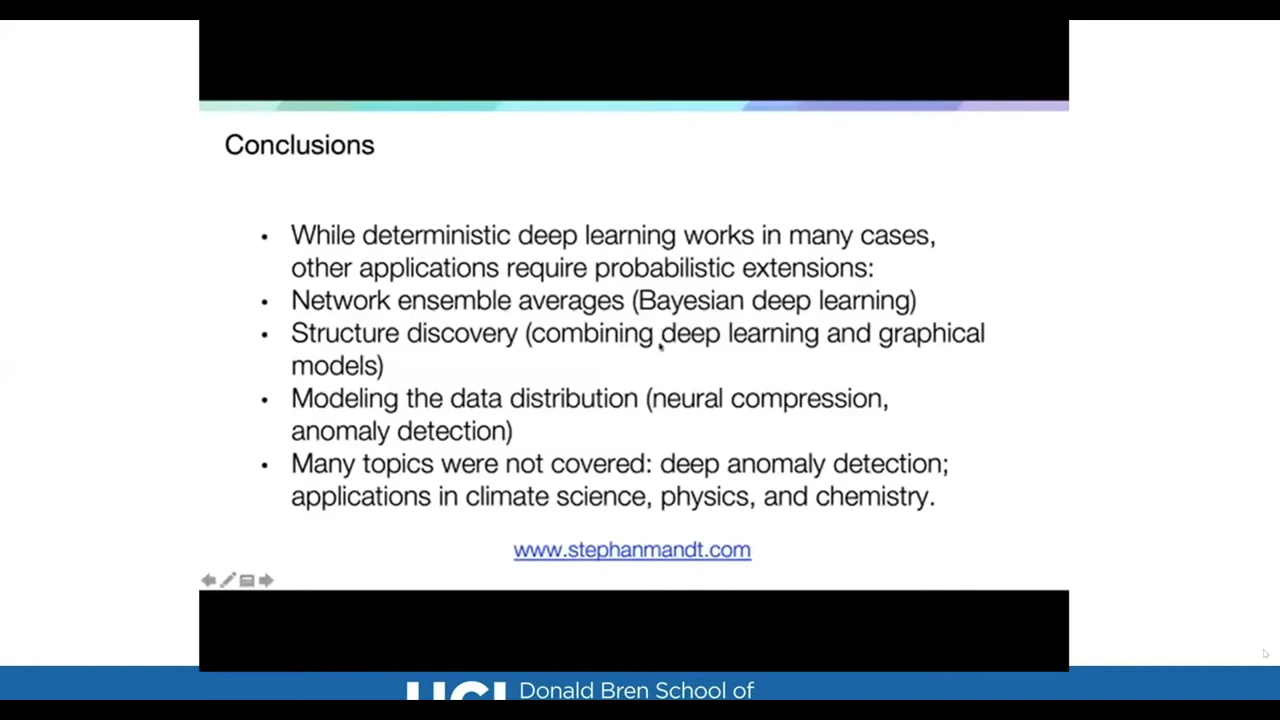 Conclusions
• While deterministic deep learning works in many cases,
other applications require probabilistic extensions:
• Network ensemble averages (Bayesian deep learning)
• Structure discovery (combining deep learning and graphical
models)
• Modeling the data distribution (neural compression,
anomaly detection)
• Many topics were not covered: deep anomaly detection;
applications in climate science, physics, and chemistry.
www.stephanmandt.com
UCI Donald Bren School of